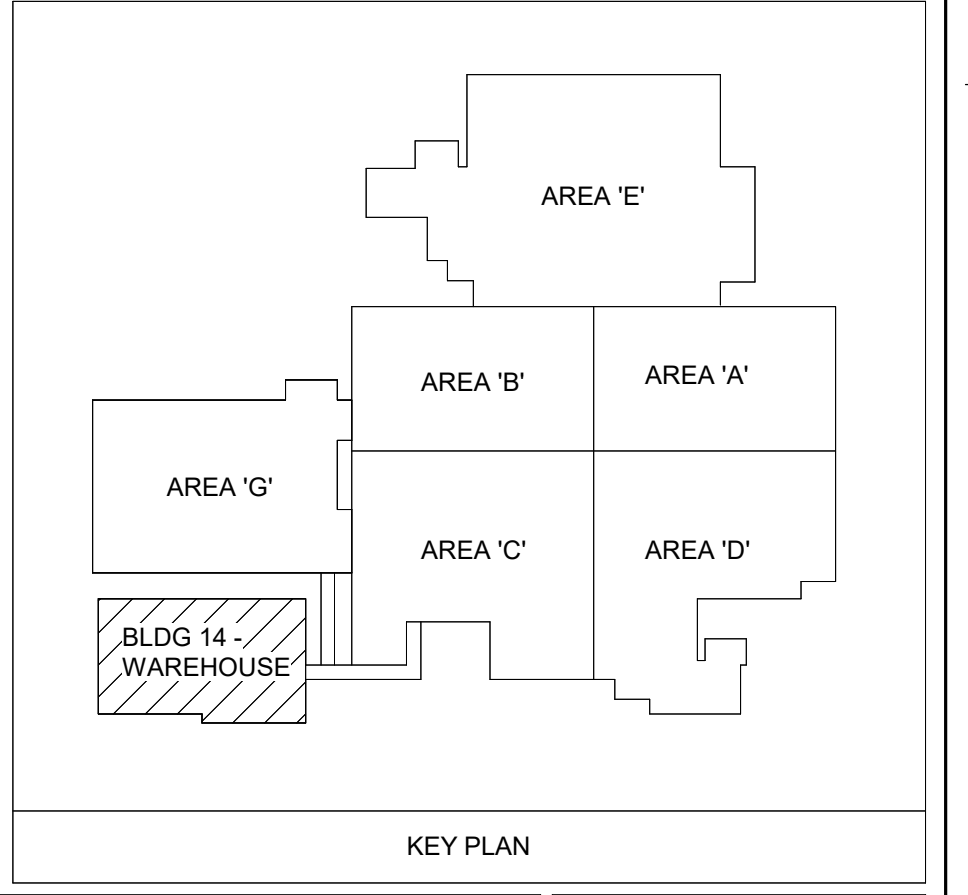 AREA 'E'
AREA 'B'
AREA 'A'
AREA 'G'
AREA 'C'
AREA 'D'
BLDG 14 -
WAREHOUSE
KEY PLAN